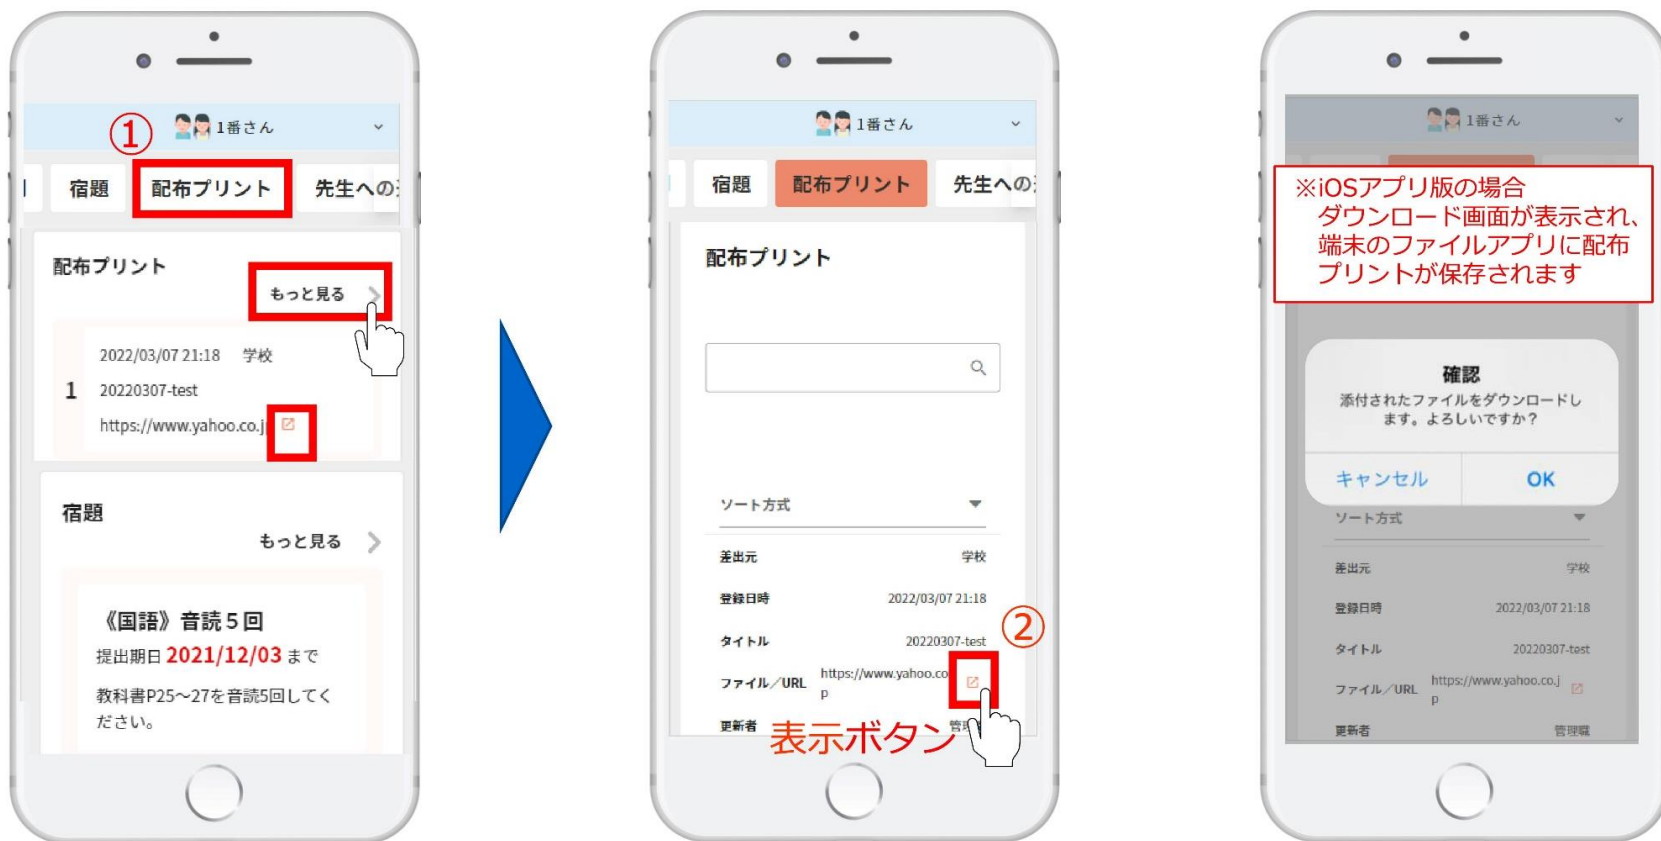 ①
1番さん
宿題
配布プリント
先生への
配布プリント
もっと見る
2022/03/07 21:18 学校
1
20220307-test
https://www.yahoo.co.j
宿題
もっと見る
《国語》音読5回
提出期日 2021/12/03 まで
教科書P25～27を音読5回してく
ださい。
1番さん
宿題
配布プリント
先生への
配布プリント
ソート方式
差出元 学校
登録日時 2022/03/07 21:18
②
タイトル 20220307-test
ファイル／URL https://www.yahoo.co
p
更新者 管理
表示ボタン
1番さん
※iOSアプリ版の場合
ダウンロード画面が表示され、
端末のファイルアプリに配布
プリントが保存されます
確認
添付されたファイルをダウンロードし
ます。よろしいですか？
キャンセル OK
ソート方式
差出元 学校
登録日時 2022/03/07 21:18
タイトル 20220307-test
ファイル／URL https://www.yahoo.co.j
p
更新者 管理職